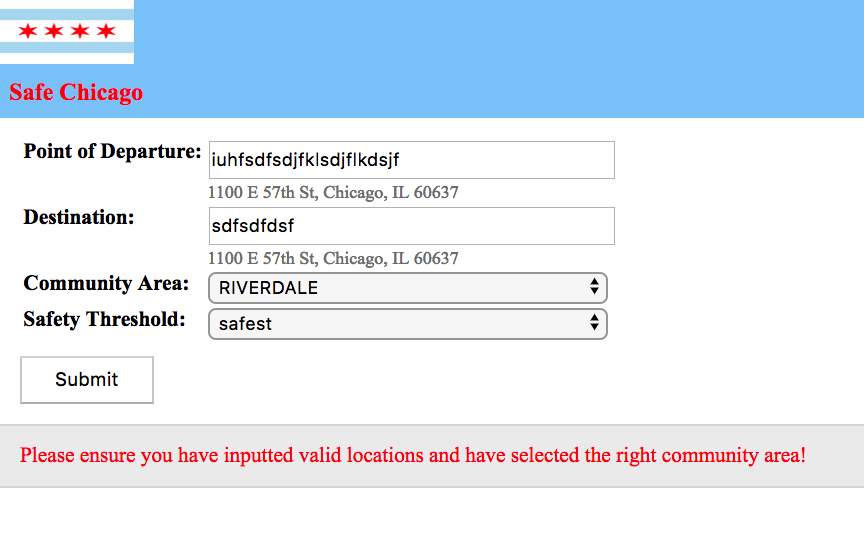 Safe Chicago
Point of Departure:
iuhfsdfsdjfklsdjflkdsjf
1100 E 57th St, Chicago, IL 60637
Destination:
sdfsdfdsf
1100 E 57th St, Chicago, IL 60637
Community Area:
RIVERDALE
Safety Threshold:
safest
Submit
Please ensure you have inputted valid locations and have selected the right community area!